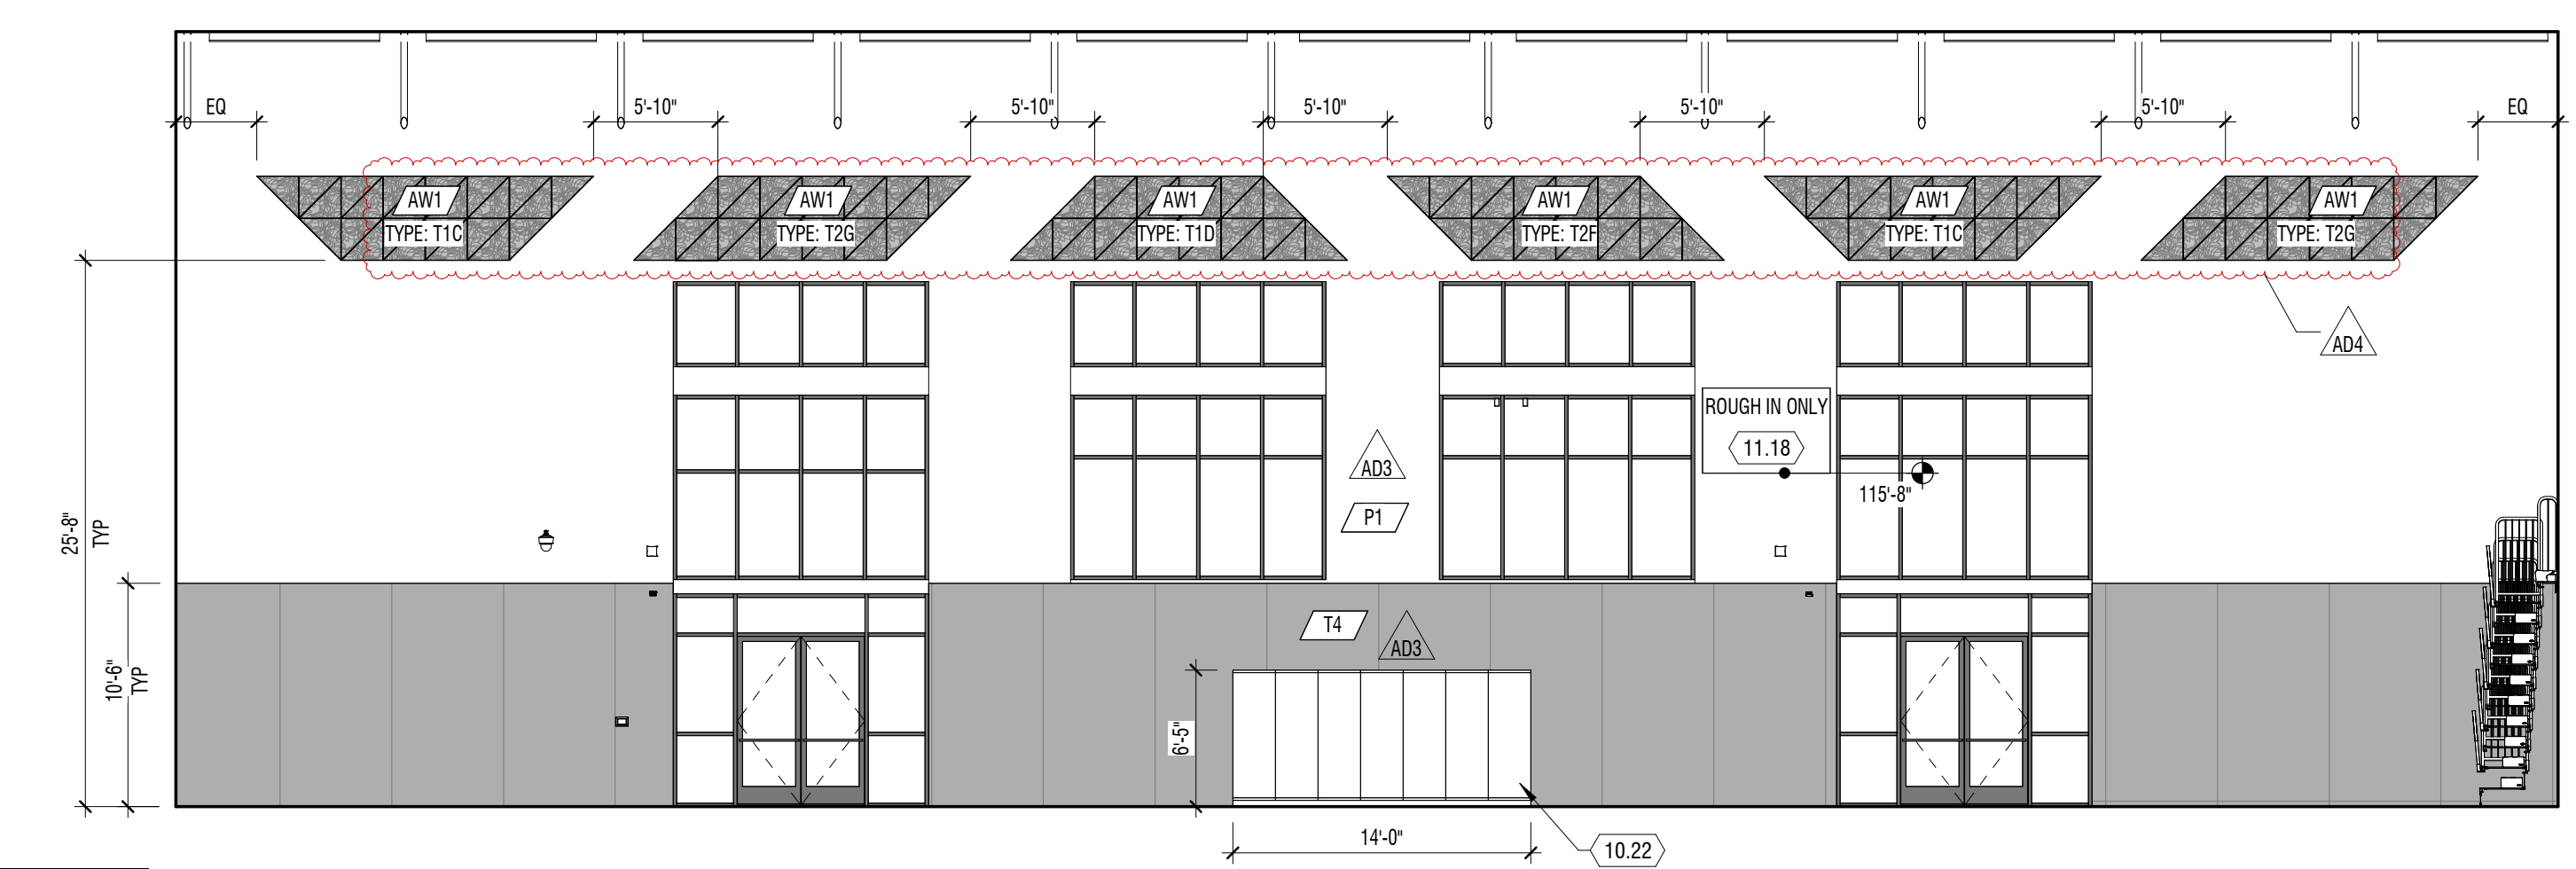 EQ
5'-10"
5'-10"
5'-10"
5'-10"
5'-10"
EQ
AW1
TYPE: T1C
AW1
TYPE: T2G
AW1
TYPE: T1D
AW1
TYPE: T2F
AW1
TYPE: T1C
AW1
TYPE: T2G
AD4
ROUGH IN ONLY
11.18
AD3
115'-8"
P1
25'-8"
TYP
10'-6"
TYP
T4
AD3
6'-5"
14'-0"
10.22